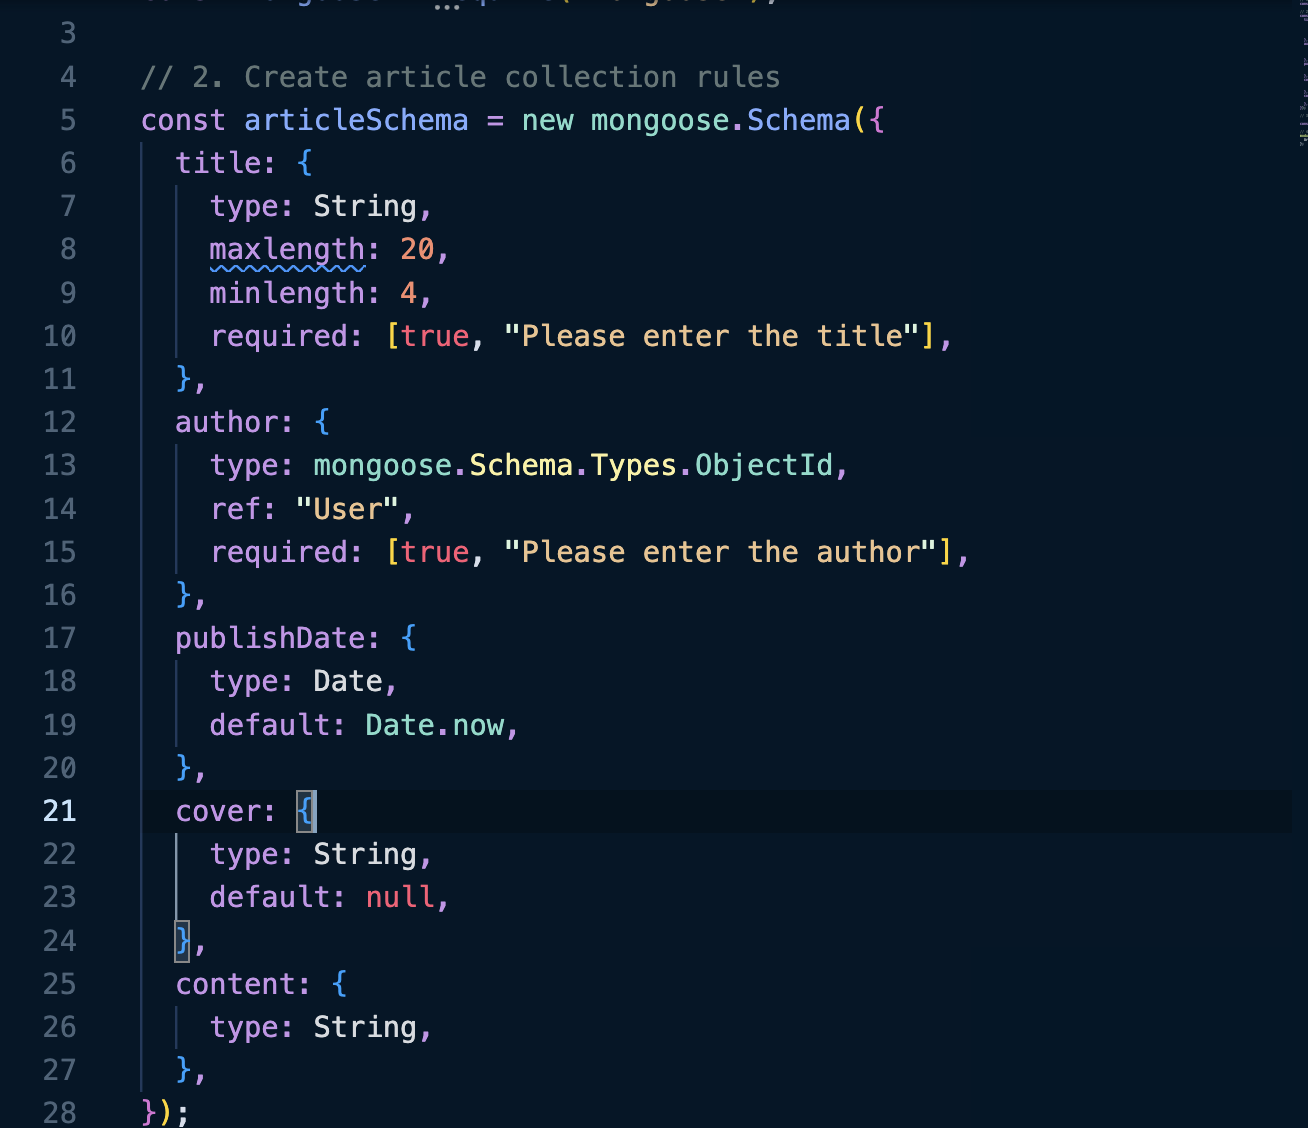 3
4 // 2. Create article collection rules
5 const articleSchema = new mongoose.Schema({
6 title: {
7 type: String,
8 maxlength: 20,
9 minlength: 4,
10 required: [true, "Please enter the title"],
11 },
12 author: {
13 type: mongoose.Schema.Types.ObjectId,
14 ref: "User",
15 required: [true, "Please enter the author"],
16 },
17 publishDate: {
18 type: Date,
19 default: Date.now,
20 },
21 cover: {
22 type: String,
23 default: null,
24 },
25 content: {
26 type: String,
27 },
28 });